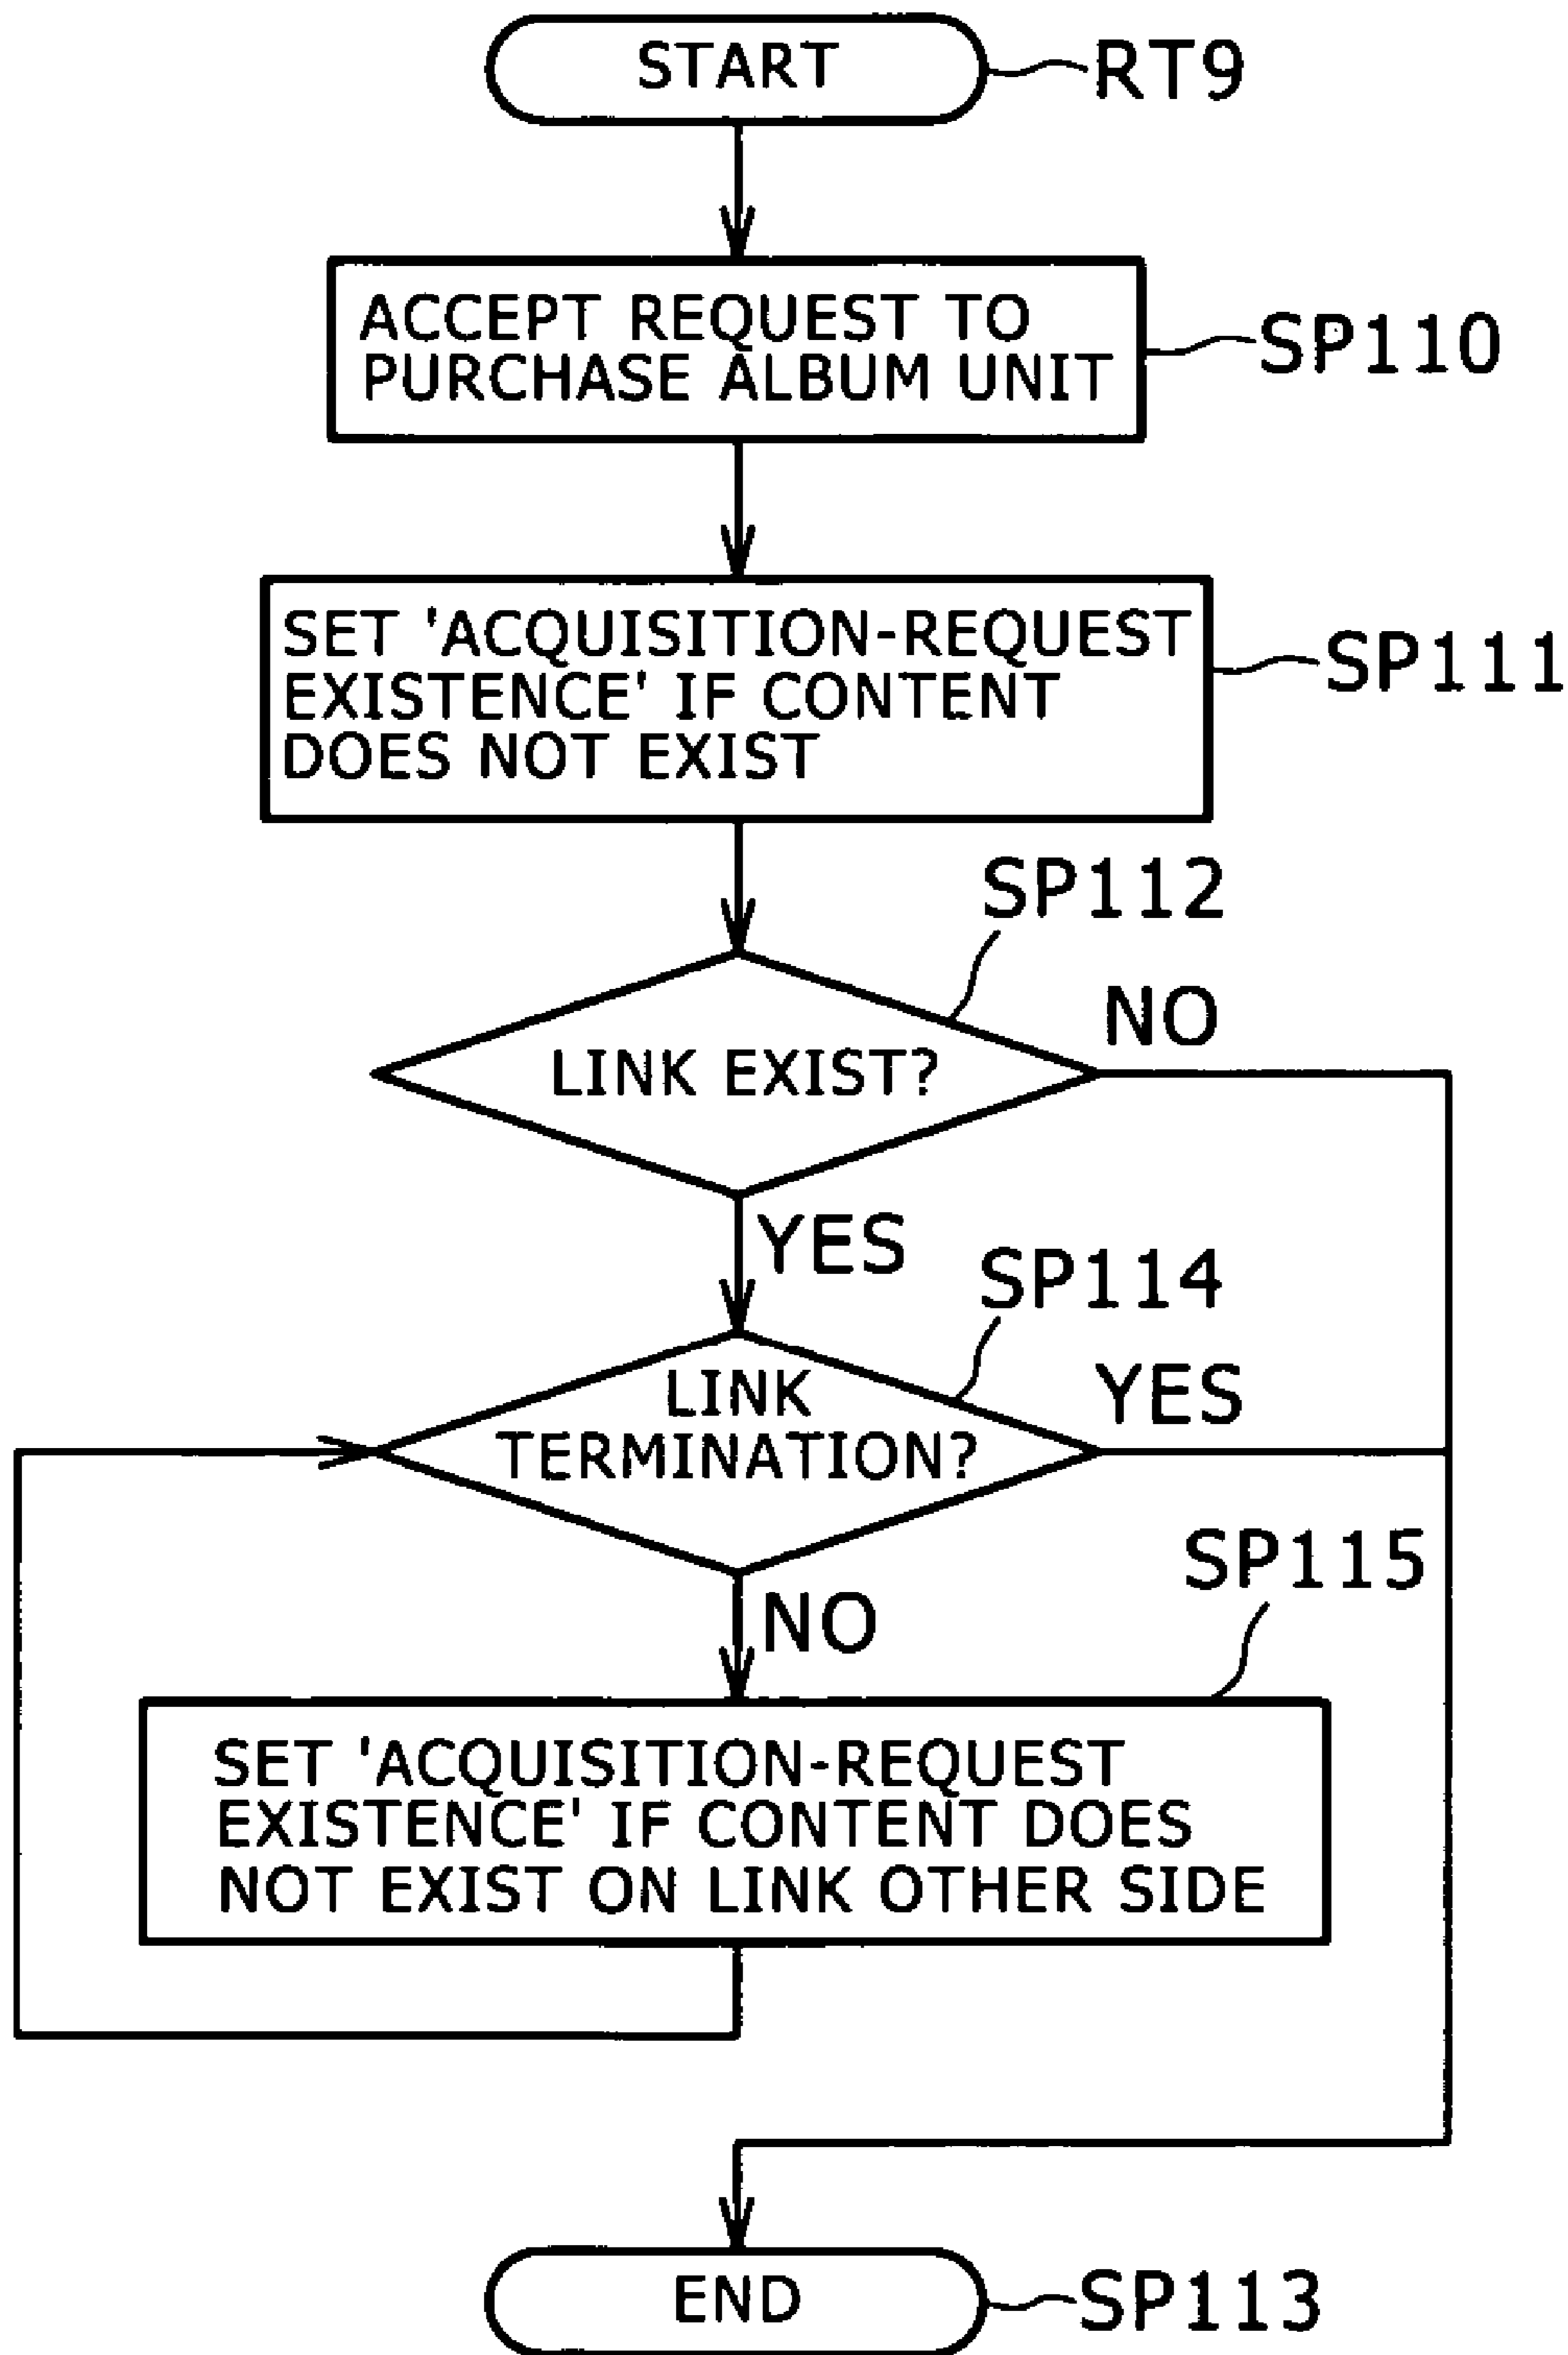 START
RT9
ACCEPT REQUEST TO
PURCHASE ALBUM UNIT
SP110
SET 'ACQUISITION-REQUEST
EXISTENCE' IF CONTENT
DOES NOT EXIST
SP111
SP112
LINK EXIST?
NO
YES
SP114
LINK
TERMINATION?
YES
NO
SP115
SET 'ACQUISITION-REQUEST
EXISTENCE' IF CONTENT DOES
NOT EXIST ON LINK OTHER SIDE
END
SP113